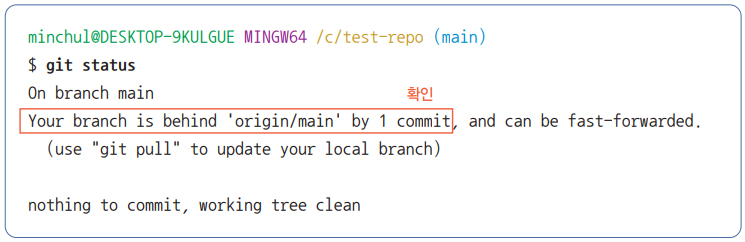 minchul@DESKTOP-9KULGUE MINGW64 /c/test-repo (main)
$ git status
On branch main
확인
Your branch is behind 'origin/main' by 1 commit, and can be fast-forwarded.
(use "git pull" to update your local branch)
nothing to commit, working tree clean